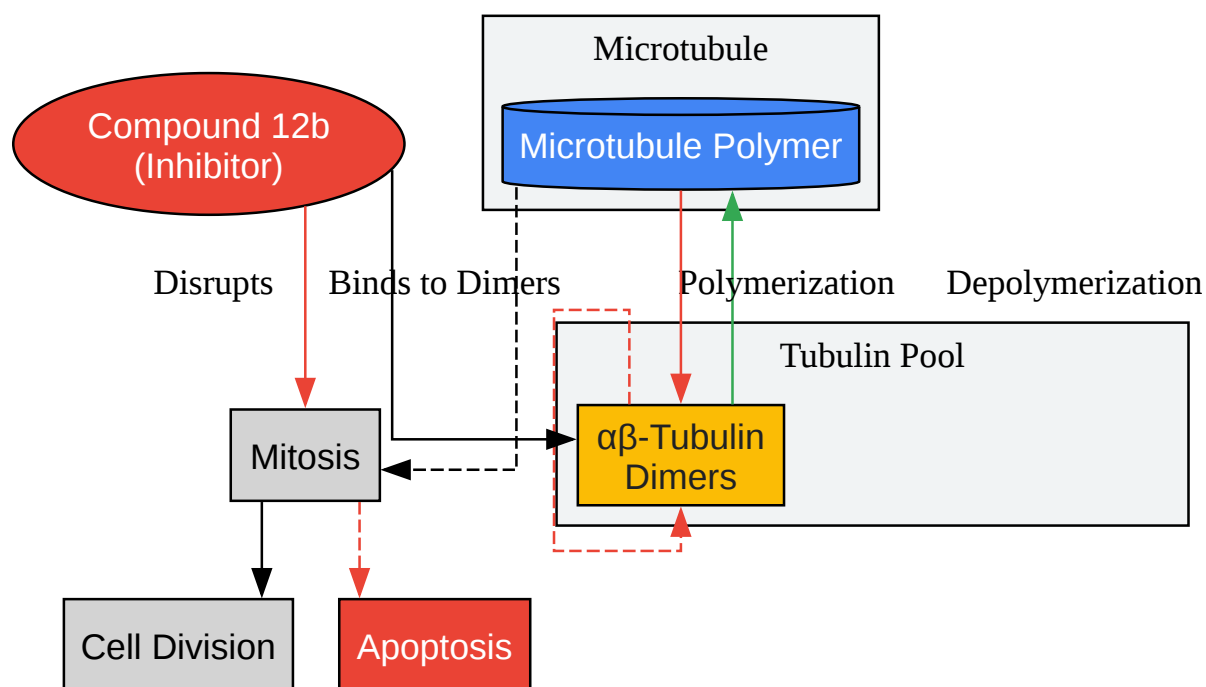 Microtubule
Compound 12b
(Inhibitor)
Microtubule Polymer
Disrupts
Binds to Dimers
Polymerization
Depolymerization
Tubulin Pool
αβ-Tubulin
Dimers
Mitosis
Cell Division
Apoptosis